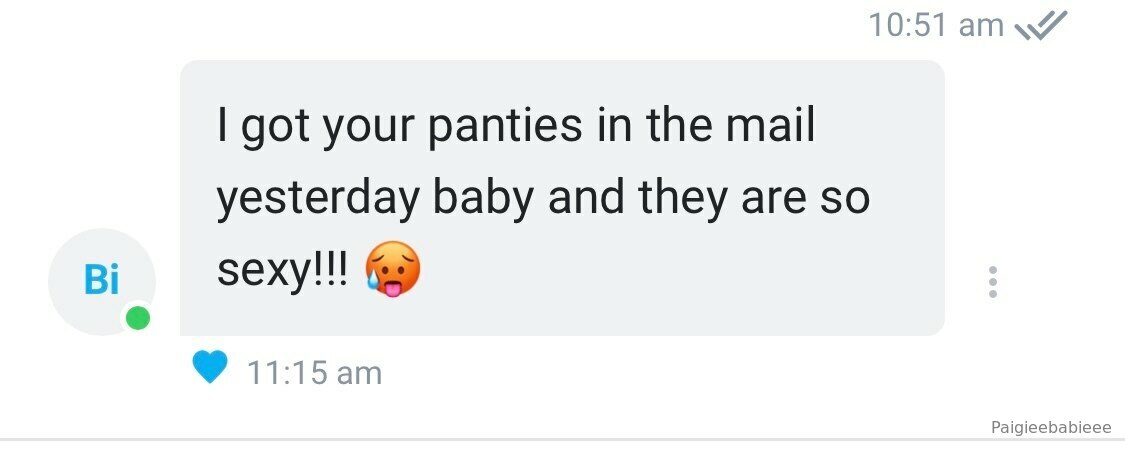 10:51 am
I got your panties in the mail
yesterday baby and they are so
sexy!!! 🥵
Bi
11:15 am
Paigieebabieee